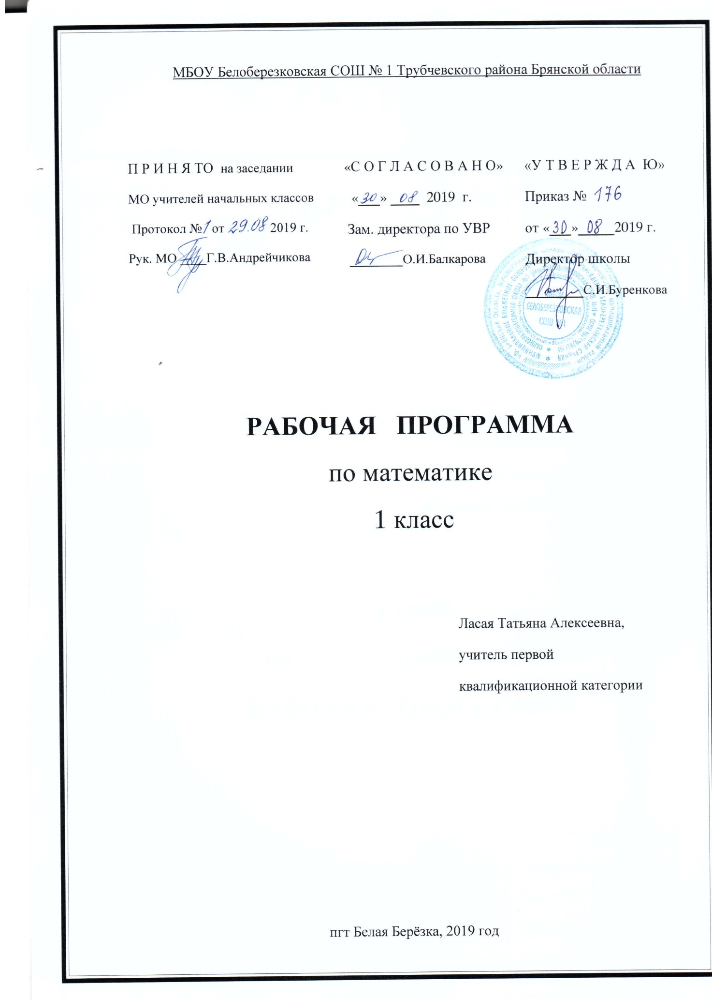 МБОУ Белоберезковская СОШ № 1 Трубчевского района Брянской области
П Р И Н Я ТО на заседании
МО учителей начальных классов
Протокол №1 от 29.08 2019 г.
Рук. МО ____Г.В.Андрейчикова
«С О Г Л А С О В А Н О»
«30» 08 2019 г.
Зам. директора по УВР
________О.И.Балкарова
«У Т В Е Р Ж Д А Ю»
Приказ № 176
от «30» 08 2019 г.
Директор школы
________С.И.Буренкова
БЕЛОБЕРЕЗКОВСКАЯ
СОШ №1
РАБОЧАЯ ПРОГРАММА
по математике
1 класс
Ласая Татьяна Алексеевна,
учитель первой
квалификационной категории
пгт Белая Берёзка, 2019 год